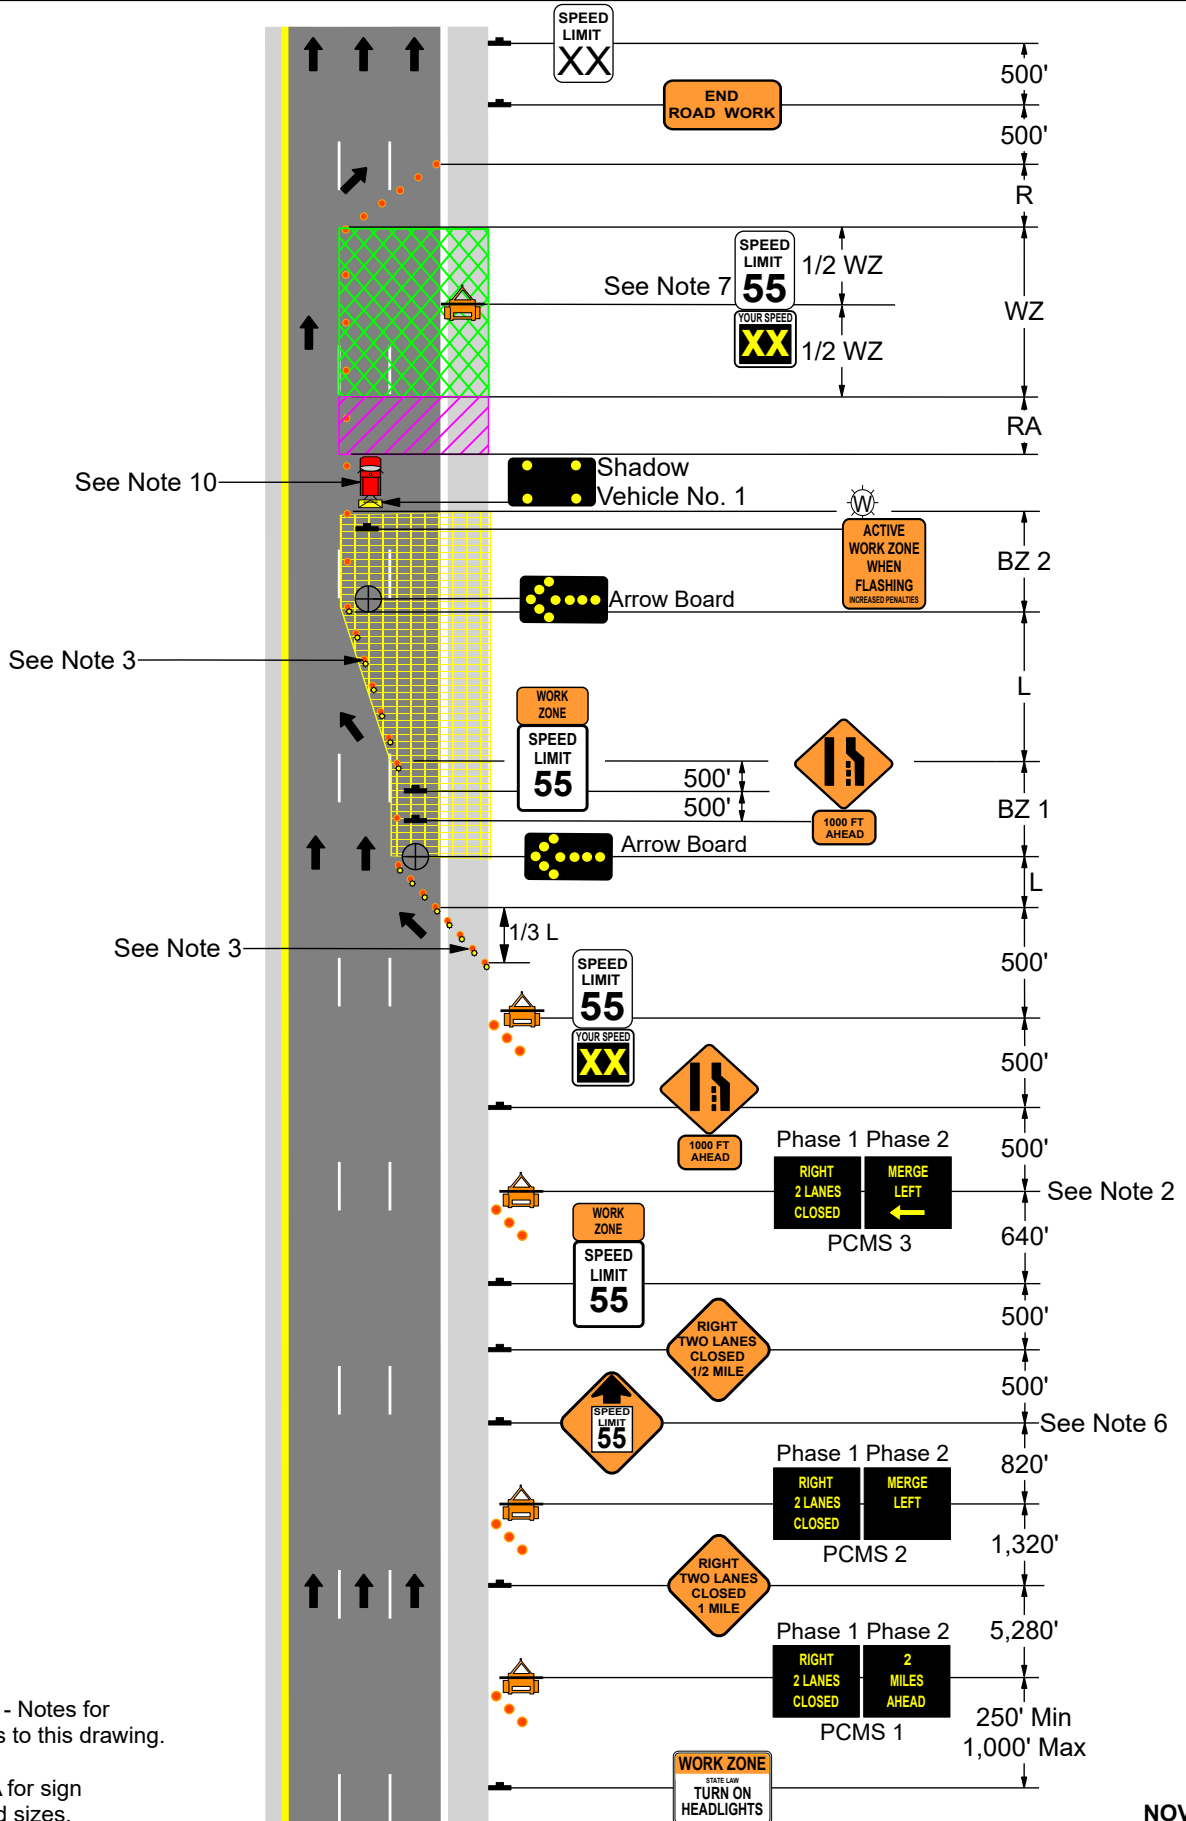 SPEED
LIMIT
XX
500'
END
ROAD WORK
500'
R
SPEED
LIMIT
55
1/2 WZ
See Note 7
WZ
YOUR SPEED
XX
1/2 WZ
RA
See Note 10
Shadow
Vehicle No. 1
W
ACTIVE
WORK ZONE
WHEN
FLASHING
INCREASED PENALTIES
BZ 2
Arrow Board
See Note 3
L
WORK
ZONE
SPEED
LIMIT
55
500'
500'
1000 FT
AHEAD
BZ 1
Arrow Board
L
1/3 L
See Note 3
500'
SPEED
LIMIT
55
YOUR SPEED
XX
500'
1000 FT
AHEAD
500'
Phase 1 Phase 2
RIGHT
2 LANES
CLOSED
MERGE
LEFT
PCMS 3
See Note 2
640'
WORK
ZONE
SPEED
LIMIT
55
500'
RIGHT
TWO LANES
CLOSED
1/2 MILE
500'
SPEED
LIMIT
55
See Note 6
820'
Phase 1 Phase 2
RIGHT
2 LANES
CLOSED
MERGE
LEFT
PCMS 2
1,320'
RIGHT
TWO LANES
CLOSED
1 MILE
5,280'
Phase 1 Phase 2
RIGHT
2 LANES
CLOSED
2
MILES
AHEAD
PCMS 1
250' Min
1,000' Max
- Notes for
s to this drawing.
WORK ZONE
STATE LAW
TURN ON
HEADLIGHTS
for sign
d sizes.
NOV